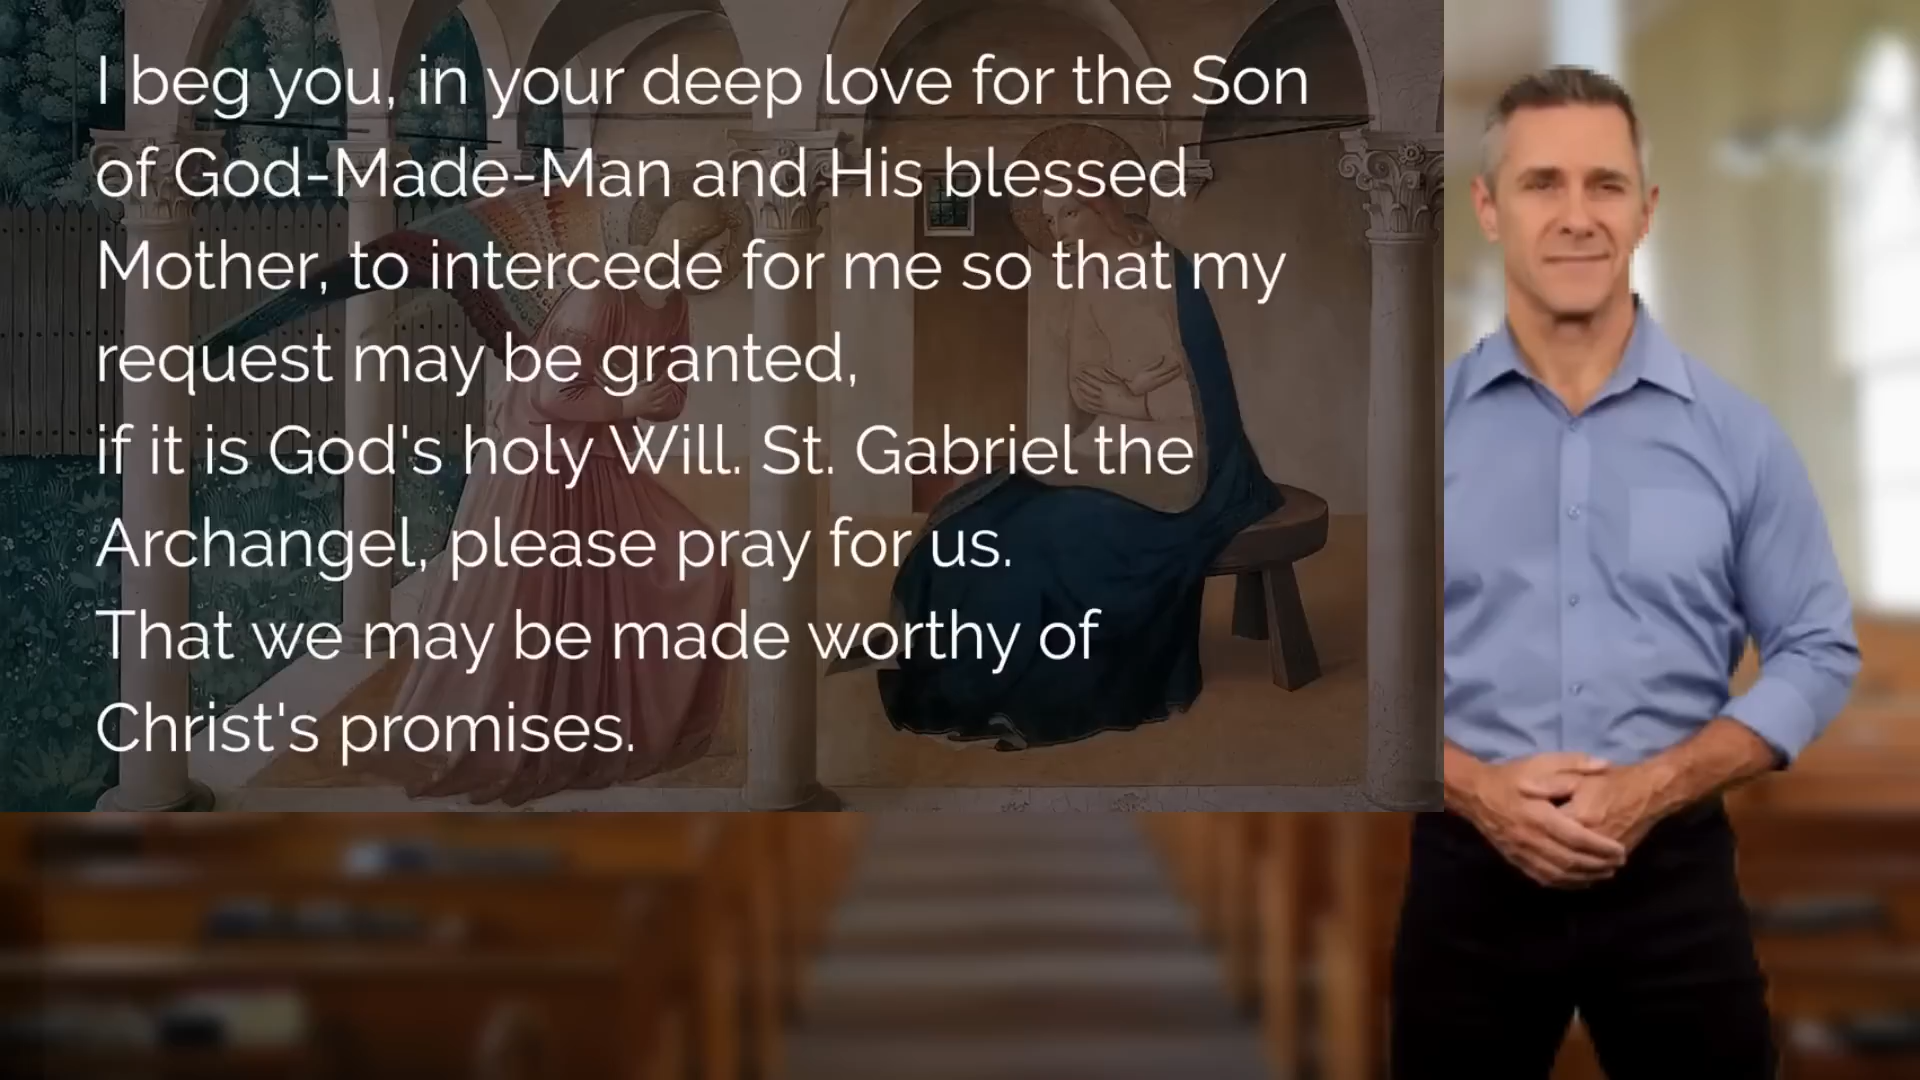 I beg you, in your deep love for the Son
of God-Made-Man and His blessed
Mother, to intercede for me so that my
request may be granted,
if it is God's holy Will. St. Gabriel the
Archangel, please pray for us.
That we may be made worthy of
Christ's promises.